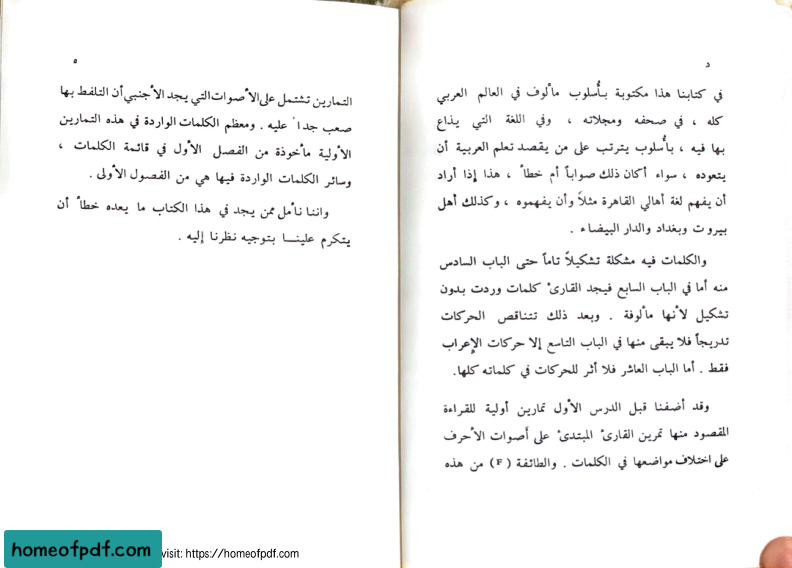 د
في كتابنا هذا مكتوبة بأُسلوب مألوف في العالم العربي
كله ، في صحفه ومجلاته ، وفي اللغة التي يذاع
بها فيه ، بأُسلوب يترتب على من يقصد تعلم العربية أن
يتعوده ، سواء أكان ذلك صواباً أم خطأ ، هذا إذا أراد
أن يفهم لغة أهالي القاهرة مثلاً وأن يفهموه ، وكذلك أهل
بيروت وبغداد والدار البيضاء .
والكلمات فيه مشكلة تشكيلاً تاماً حتى الباب السادس
منه أما في الباب السابع فيجد القارئ كلمات وردت بدون
تشكيل لأنها مألوفة . وبعد ذلك تتناقص الحركات
تدريجاً فلا يبقى منها في الباب التاسع إلا حركات الإعراب
فقط . أما الباب العاشر فلا أثر للحركات في كلماته كلها.
وقد أضفنا قبل الدرس الأول تمارين أولية للقراءة
المقصود منها تمرين القارئ المبتدئ على أَصوات الأحرف
على اختلاف مواضعها في الكلمات . والطائفة ( F ) من هذه
ه
التمارين تشتمل على الأصوات التي يجد الأجنبي أن التلفظ بها
صعب جداً عليه . ومعظم الكلمات الواردة في هذه التمارين
الأولية مأخوذة من الفصل الأول في قائمة الكلمات ،
وسائر الكلمات الواردة فيها هي من الفصول الأولى .
واننا نأمل ممن يجد في هذا الكتاب ما يعده خطأ أن
يتكرم علينا بتوجيه نظرنا إليه .
homeofpdf.com
visit: https://homeofpdf.com